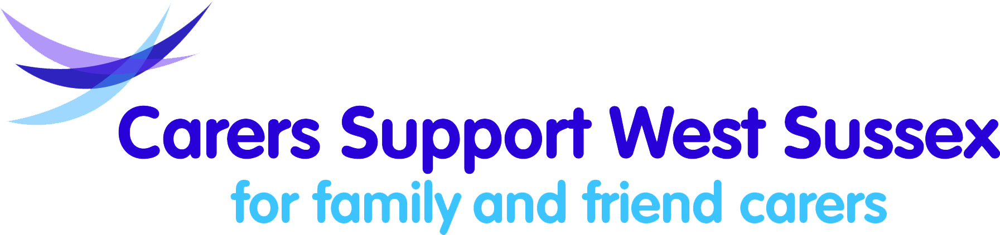 Carers Support West Sussex
for family and friend carers